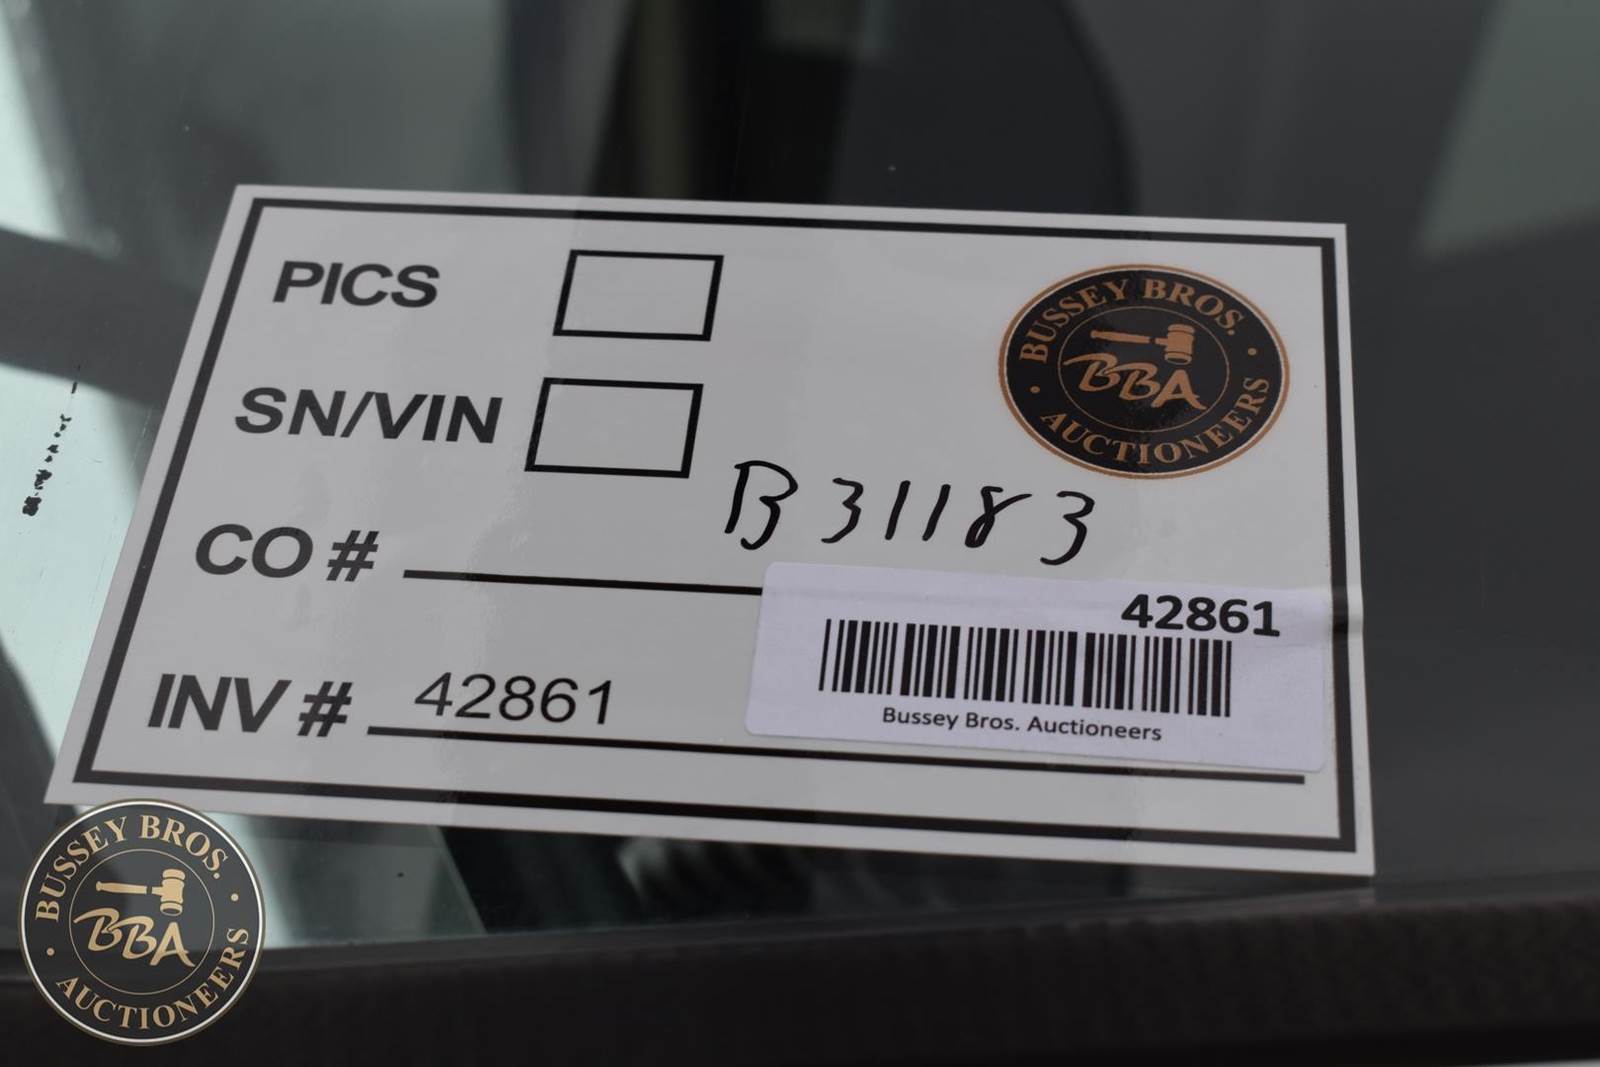 PICS
SN/VIN
BUSSEY BROS.
BBA
AUCTIONEERS
CO # B31183
42861
Bussey Bros. Auctioneers
INV # 42861
BUSSEY BROS.
BBA
AUCTIONEERS